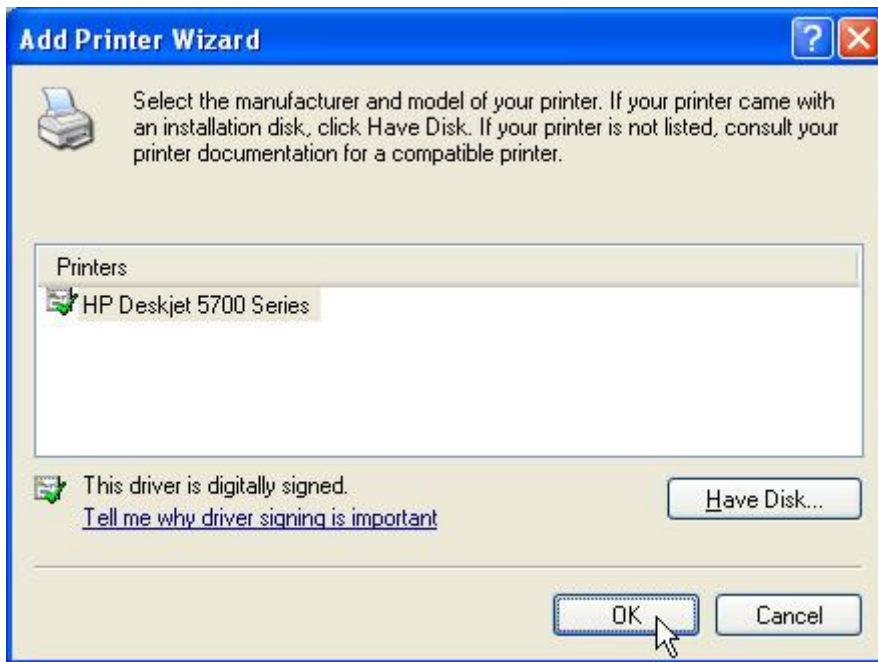 Add Printer Wizard
?
Select the manufacturer and model of your printer. If your printer came with
an installation disk, click Have Disk. If your printer is not listed, consult your
printer documentation for a compatible printer.
Printers
HP Deskjet 5700 Series
This driver is digitally signed.
Tell me why driver signing is important
Have Disk...
OK
Cancel